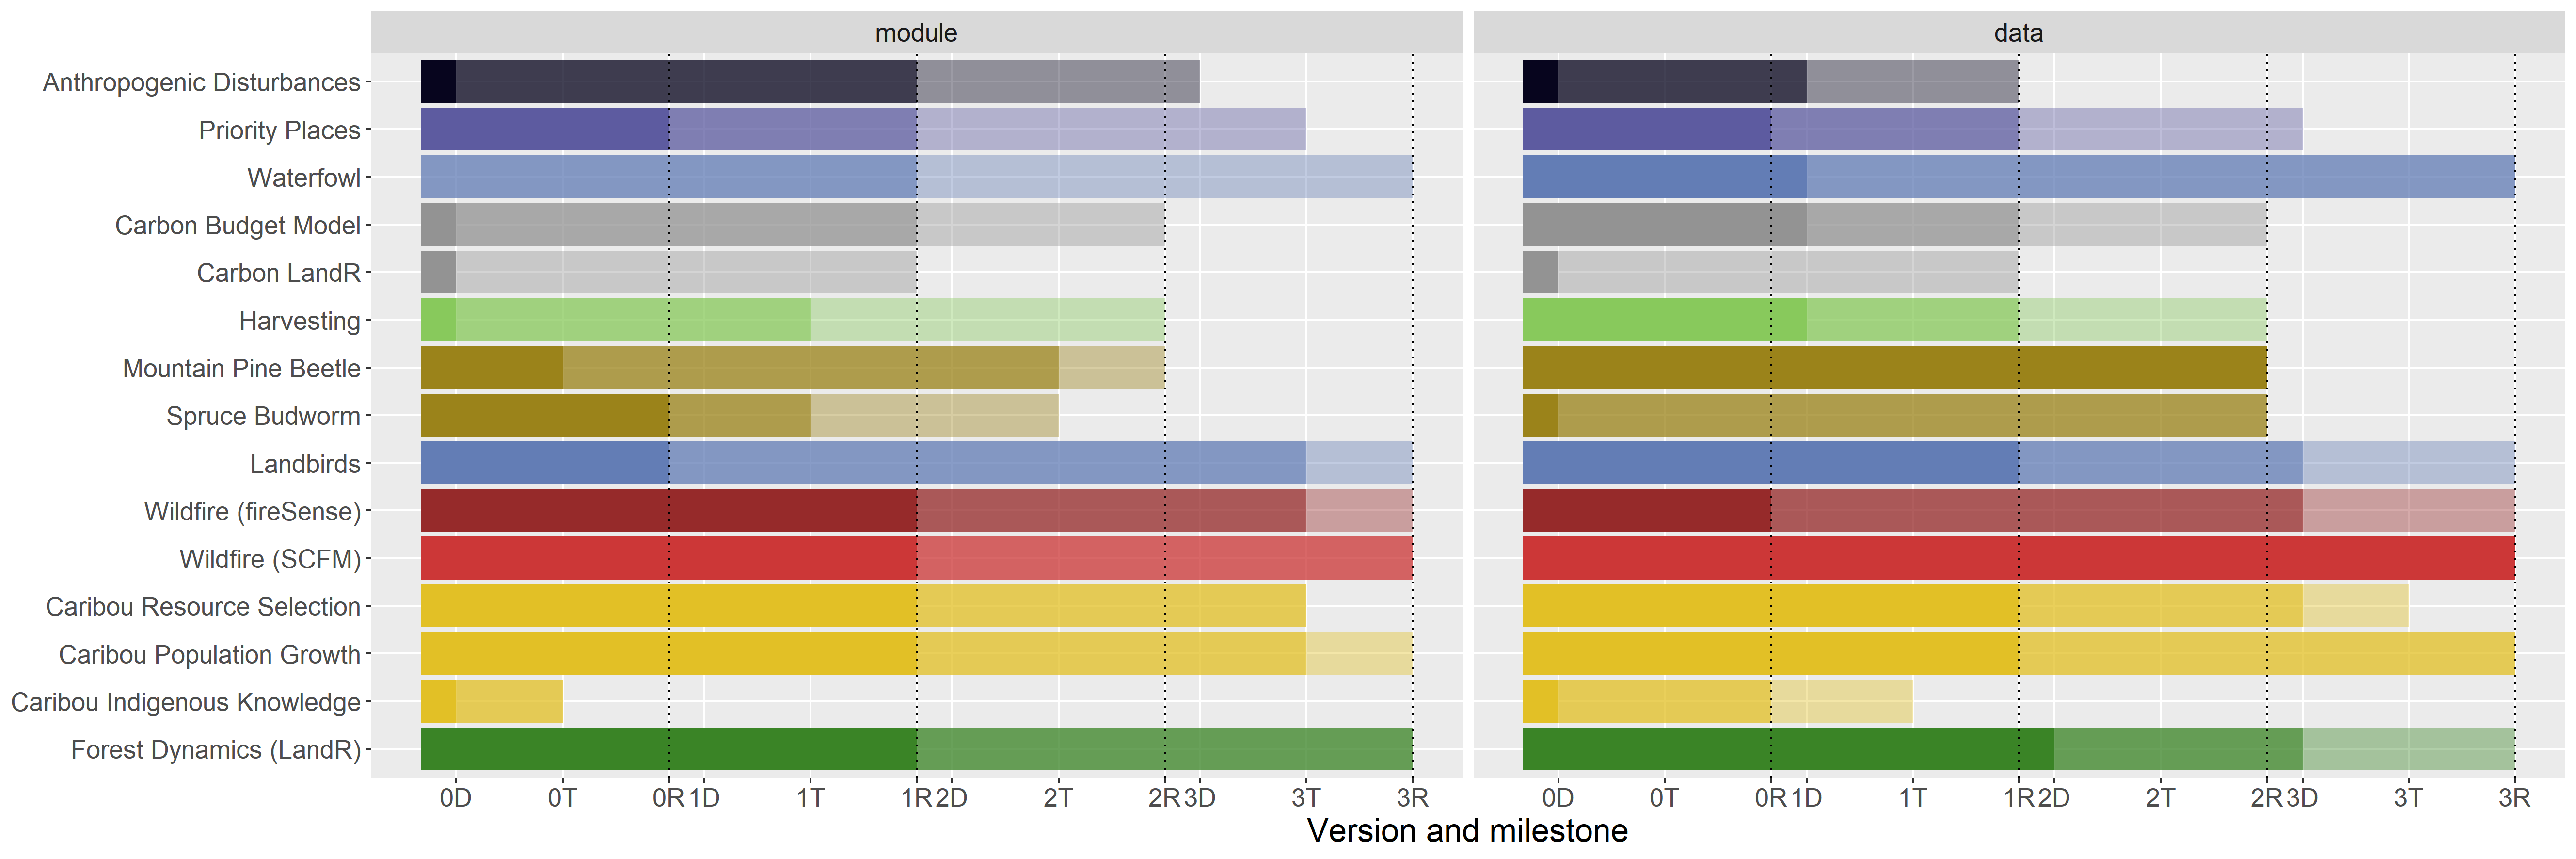 module
data
Anthropogenic Disturbances
Priority Places
Waterfowl
Carbon Budget Model
Carbon LandR
Harvesting
Mountain Pine Beetle
Spruce Budworm
Landbirds
Wildfire (fireSense)
Wildfire (SCFM)
Caribou Resource Selection
Caribou Population Growth
Caribou Indigenous Knowledge
Forest Dynamics (LandR)
0D 0T 0R 1D 1T 1R 2D 2T 2R 3D 3T 3R
0D 0T 0R 1D 1T 1R 2D 2T 2R 3D 3T 3R
Version and milestone